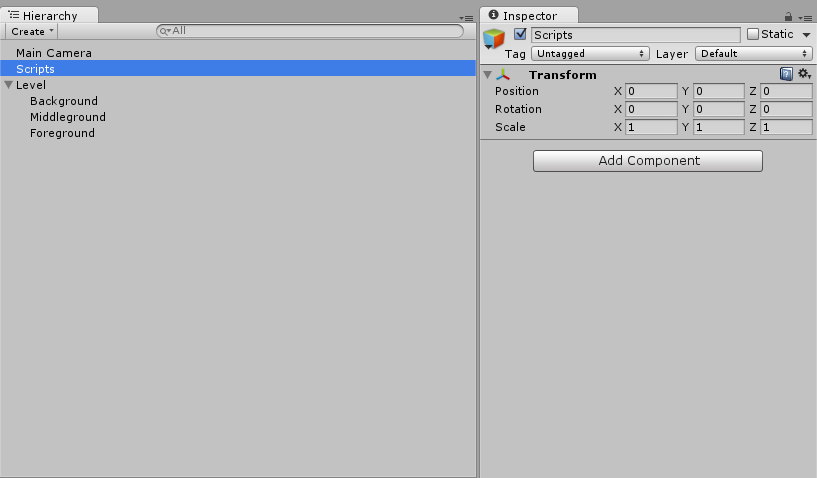 Hierarchy
Create All
Main Camera
Scripts
Level
Background
Middleground
Foreground
Inspector
Scripts Static
Tag Untagged Layer Default
Transform
Position X 0 Y 0 Z 0
Rotation X 0 Y 0 Z 0
Scale X 1 Y 1 Z 1
Add Component